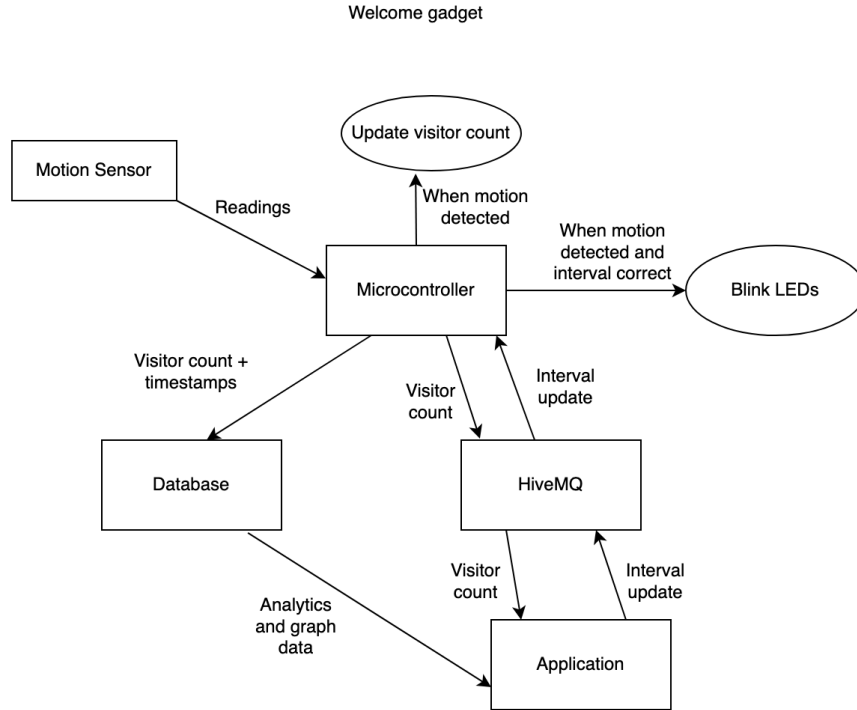 Welcome gadget
Update visitor count
Motion Sensor
Readings
When motion
detected
When motion
detected and
interval correct
Microcontroller
Blink LEDs
Visitor count +
timestamps
Visitor
count
Interval
update
Database
HiveMQ
Visitor
count
Interval
update
Analytics
and graph
data
Application